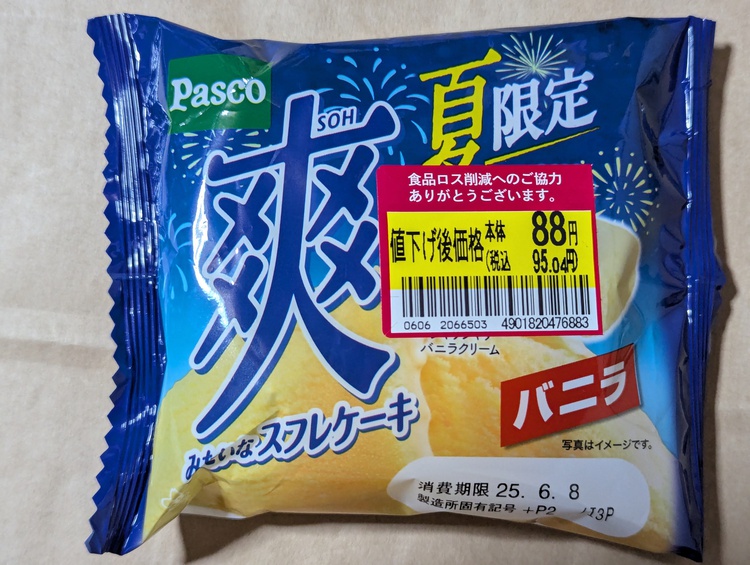 Pasco
SOH
爽
夏限定
食品ロス削減へのご協力
ありがとうございます。
値下げ後価格 本体 88円
(税込 95.04円)
0606 2066503 4901820476883
バニラクリーム
バニラ
みたいなスフレケーキ
写真はイメージです。
消費期限 25. 6. 8
製造所固有記号 +P2